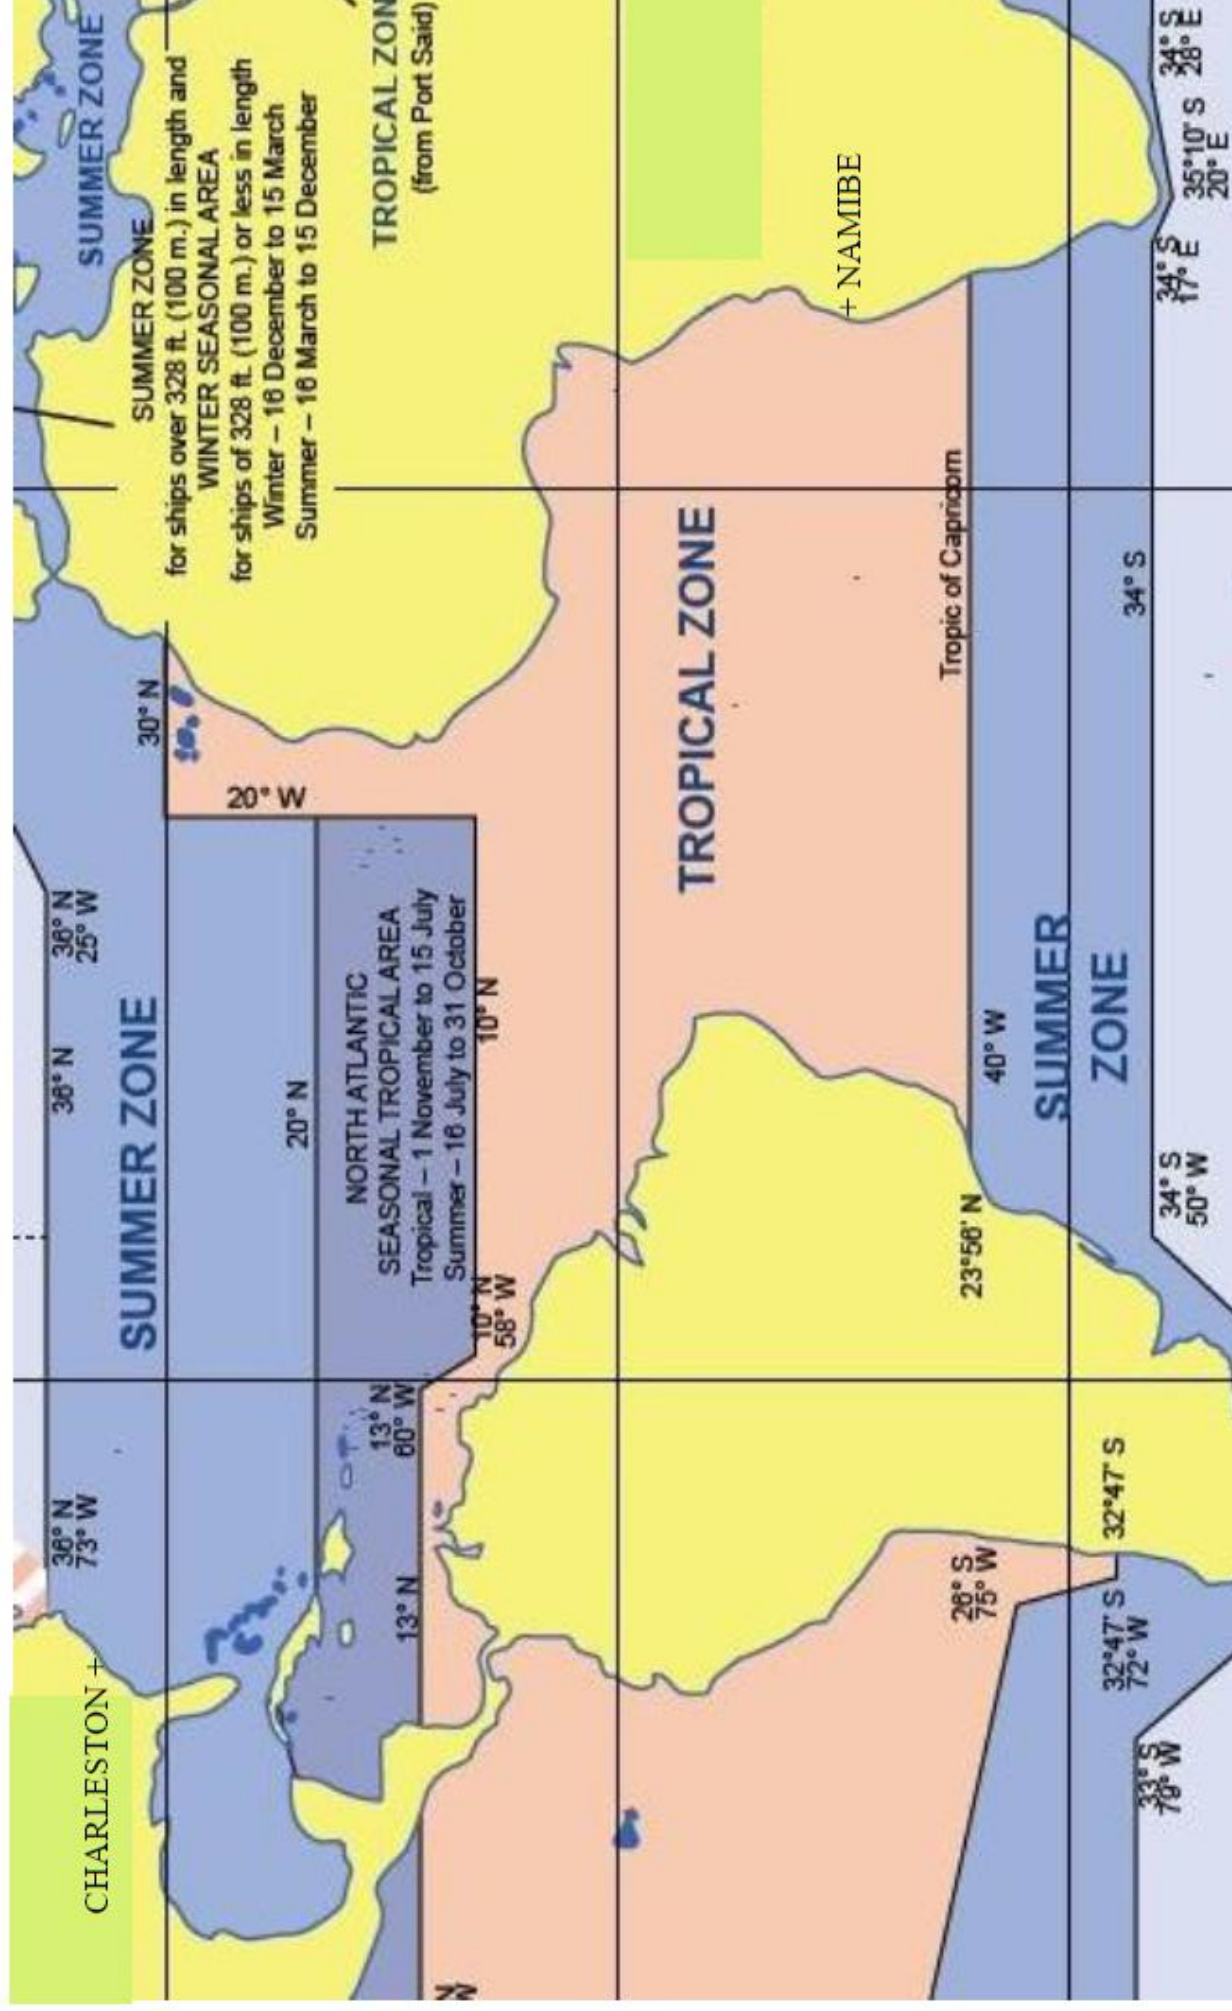 CHARLESTON +
36° N
73° W
36° N
36° N
25° W
SUMMER ZONE
SUMMER ZONE
30° N
SUMMER ZONE
for ships over 328 ft. (100 m.) in length and
WINTER SEASONAL AREA
for ships of 328 ft. (100 m.) or less in length
Winter – 16 December to 15 March
Summer – 16 March to 15 December
20° N
20° W
NORTH ATLANTIC
SEASONAL TROPICAL AREA
Tropical – 1 November to 15 July
Summer – 16 July to 31 October
TROPICAL ZON
(from Port Said)
13° N
13° N
60° W
10° N
58° W
10° N
N
W
TROPICAL ZONE
+ NAMIBE
Tropic of Capricorn
26° S
75° W
23°56' N
40° W
SUMMER
ZONE
32°47' S
72° W
32°47' S
34° S
33° S
79° W
34° S
50° W
34° S
17° E
35°10' S
20° E
34° S
28° E